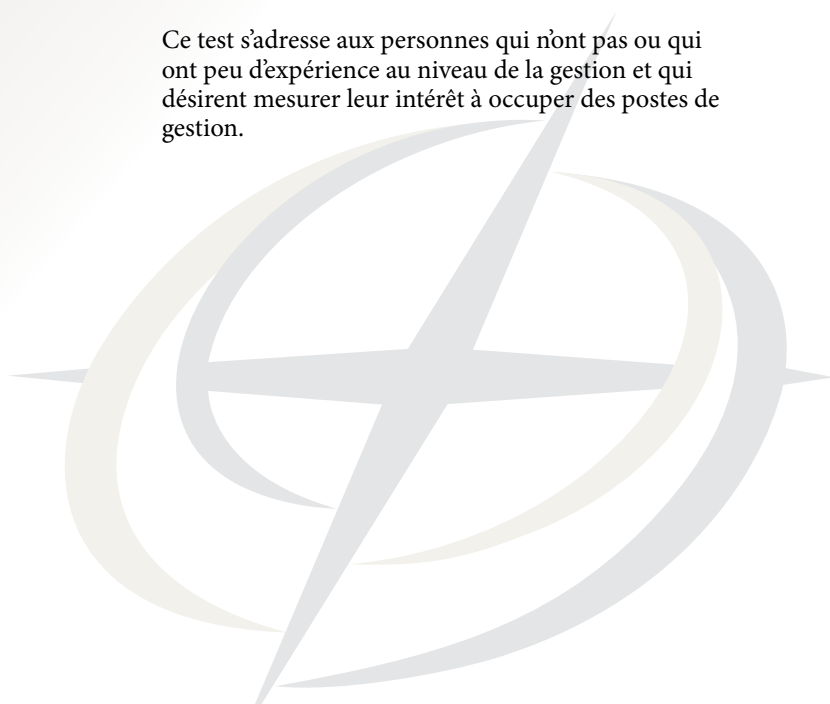 Ce test s’adresse aux personnes qui n’ont pas ou qui
ont peu d’expérience au niveau de la gestion et qui
désirent mesurer leur intérêt à occuper des postes de
gestion.